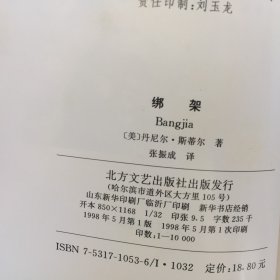 责任印制:刘玉龙
绑 架
Bangjia
〔美〕丹尼尔·斯蒂尔 著
张振成 译
北方文艺出版社出版发行
(哈尔滨市道外区大方里105号)
山东新华印刷厂临沂厂印刷 新华书店经销
开本 850×1168 1/32 印张 9.5 字数 235千
1998年5月第1版 1998年5月第1次印刷
印数:1—10000
ISBN 7-5317-1053-6/I·1032 定价:18.80元